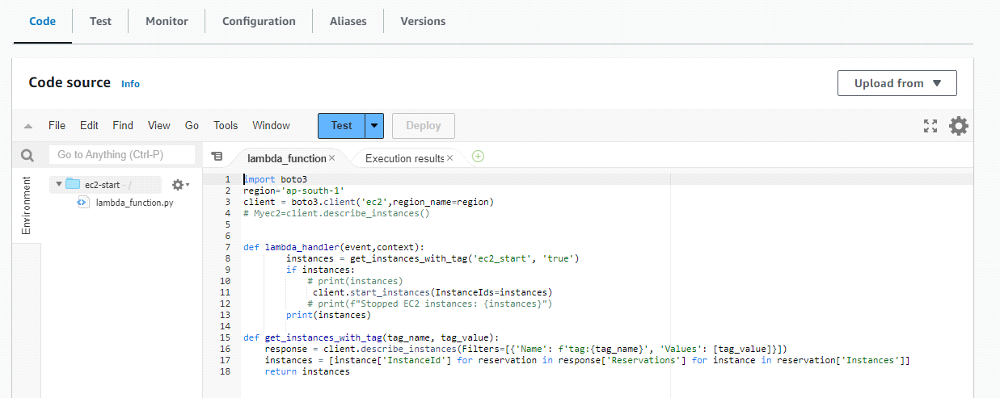 Code Test Monitor Configuration Aliases Versions
Code source Info
Upload from
File Edit Find View Go Tools Window Test Deploy
Go to Anything (Ctrl-P)
lambda_function Execution results
Environment
ec2-start - /
lambda_function.py
1 import boto3
2 region='ap-south-1'
3 client = boto3.client('ec2',region_name=region)
4 # Myec2=client.describe_instances()
5
6
7 def lambda_handler(event,context):
8 instances = get_instances_with_tag('ec2_start', 'true')
9 if instances:
10 # print(instances)
11 client.start_instances(InstanceIds=instances)
12 # print(f"Stopped EC2 instances: {instances}")
13 print(instances)
14
15 def get_instances_with_tag(tag_name, tag_value):
16 response = client.describe_instances(Filters=[{'Name': f'tag:{tag_name}', 'Values': [tag_value]}])
17 instances = [instance['InstanceId'] for reservation in response['Reservations'] for instance in reservation['Instances']]
18 return instances